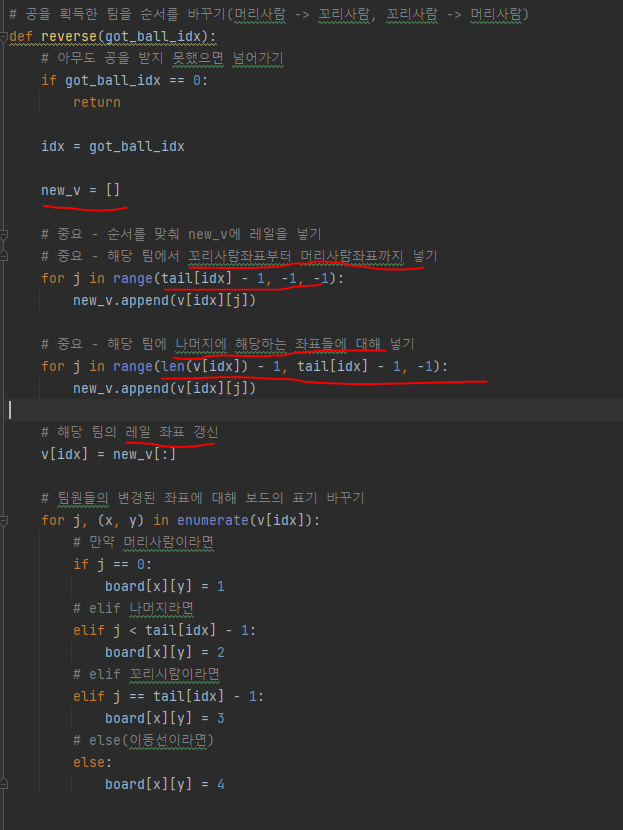 # 공을 획득한 팀을 순서를 바꾸기(머리사람 -> 꼬리사람, 꼬리사람 -> 머리사람)
def reverse(got_ball_idx):
    # 아무도 공을 받지 못했으면 넘어가기
    if got_ball_idx == 0:
        return
    idx = got_ball_idx
    new_v = []
    # 중요 - 순서를 맞춰 new_v에 레일을 넣기
    # 중요 - 해당 팀에서 꼬리사람좌표부터 머리사람좌표까지 넣기
    for j in range(tail[idx] - 1, -1, -1):
        new_v.append(v[idx][j])
    # 중요 - 해당 팀에 나머지에 해당하는 좌표들에 대해 넣기
    for j in range(len(v[idx]) - 1, tail[idx] - 1, -1):
        new_v.append(v[idx][j])
    # 해당 팀의 레일 좌표 갱신
    v[idx] = new_v[:]
    # 팀원들의 변경된 좌표에 대해 보드의 표기 바꾸기
    for j, (x, y) in enumerate(v[idx]):
        # 만약 머리사람이라면
        if j == 0:
            board[x][y] = 1
        # elif 나머지라면
        elif j < tail[idx] - 1:
            board[x][y] = 2
        # elif 꼬리시람이라면
        elif j == tail[idx] - 1:
            board[x][y] = 3
        # else(이동선이라면)
        else:
            board[x][y] = 4